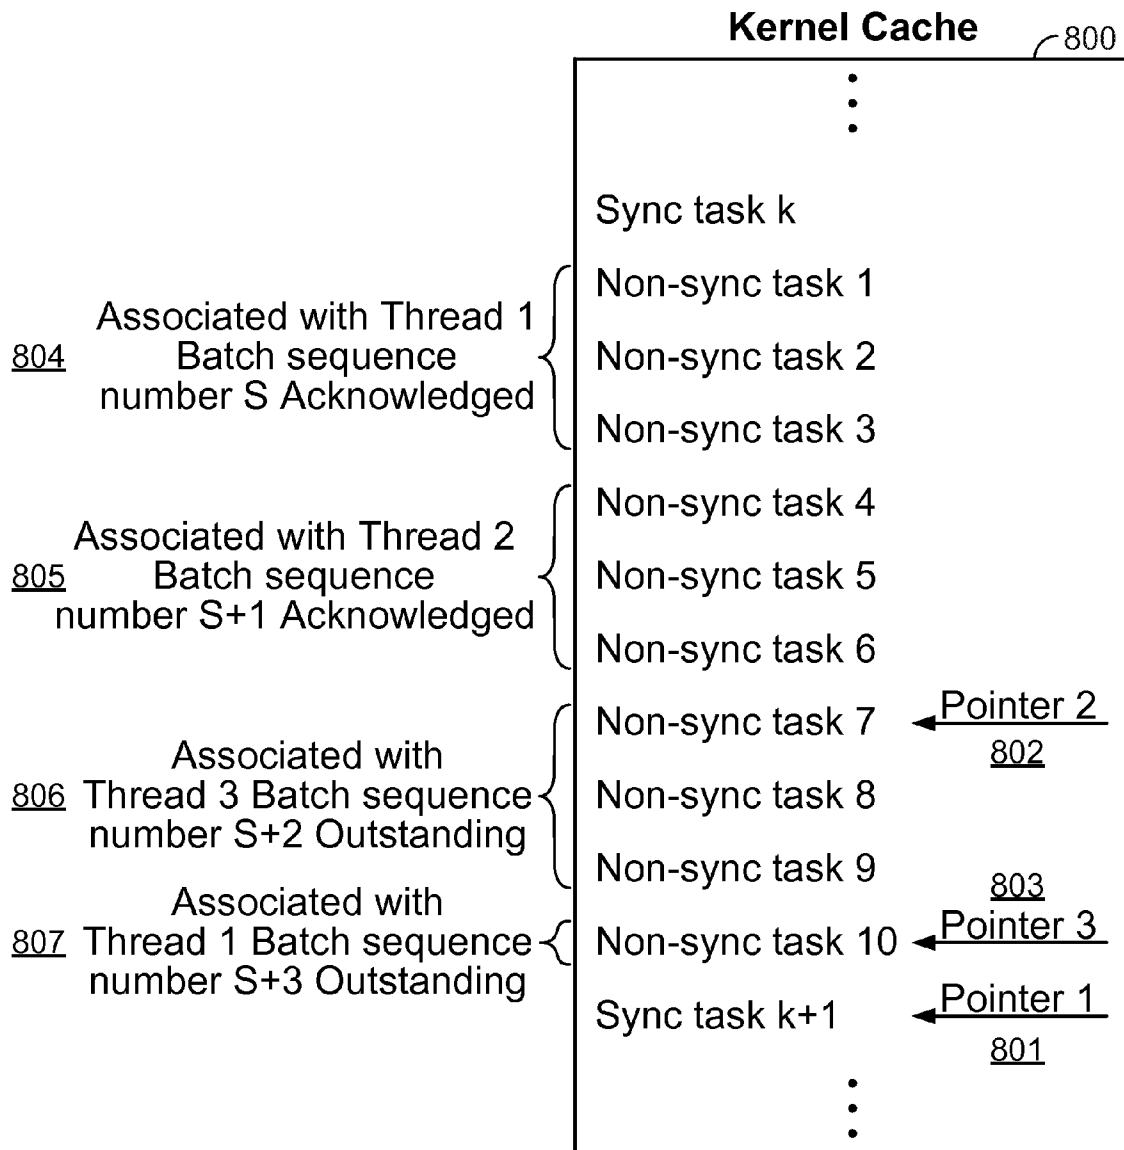 Kernel Cache
800
Sync task k
Non-sync task 1
Associated with Thread 1
804 Batch sequence
number S Acknowledged
Non-sync task 2
Non-sync task 3
Non-sync task 4
Associated with Thread 2
805 Batch sequence
number S+1 Acknowledged
Non-sync task 5
Non-sync task 6
Non-sync task 7
Pointer 2
802
Associated with
806 Thread 3 Batch sequence
number S+2 Outstanding
Non-sync task 8
Non-sync task 9
803
Associated with
807 Thread 1 Batch sequence
number S+3 Outstanding
Non-sync task 10
Pointer 3
Sync task k+1
Pointer 1
801